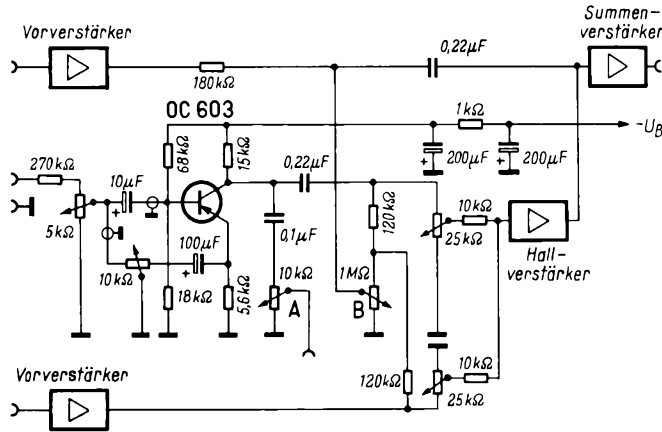 Vorverstärker
Summen-
verstärker
0,22µF
180kΩ
OC 603
1kΩ
-U_B
68kΩ
15kΩ
200µF
200µF
270kΩ
10µF
0,22µF
5kΩ
120kΩ
10kΩ
25kΩ
Hall-
verstärker
100µF
0,1µF
10kΩ
18kΩ
5,6kΩ
10kΩ
A
1MΩ
B
Vorverstärker
120kΩ
10kΩ
25kΩ